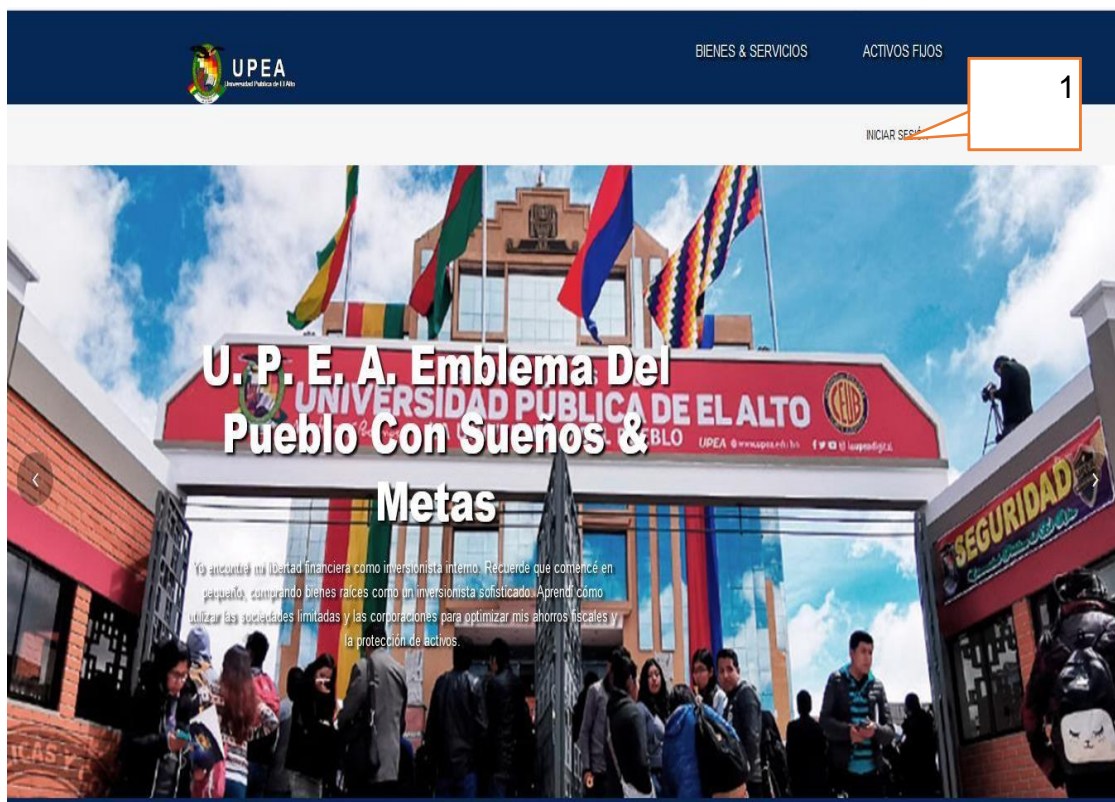 UPEA
Universidad Publica de El Alto
BIENES & SERVICIOS
ACTIVOS FIJOS
1
INICIAR SESIÓN
U. P. E. A. Emblema Del
UNIVERSIDAD PÚBLICA DE EL ALTO
Pueblo Con Sueños &
PUEBLO UPEA
Metas
SEGURIDAD
Yo encontré mi libertad financiera como inversionista interno. Recuerde que comencé en
pequeño, comprando bienes raíces como un inversionista sofisticado. Aprendí cómo
utilizar las sociedades limitadas y las corporaciones para optimizar mis ahorros fiscales y
la protección de activos.